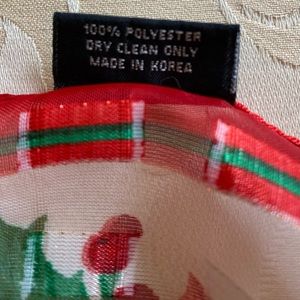 100% POLYESTER
DRY CLEAN ONLY
MADE IN KOREA